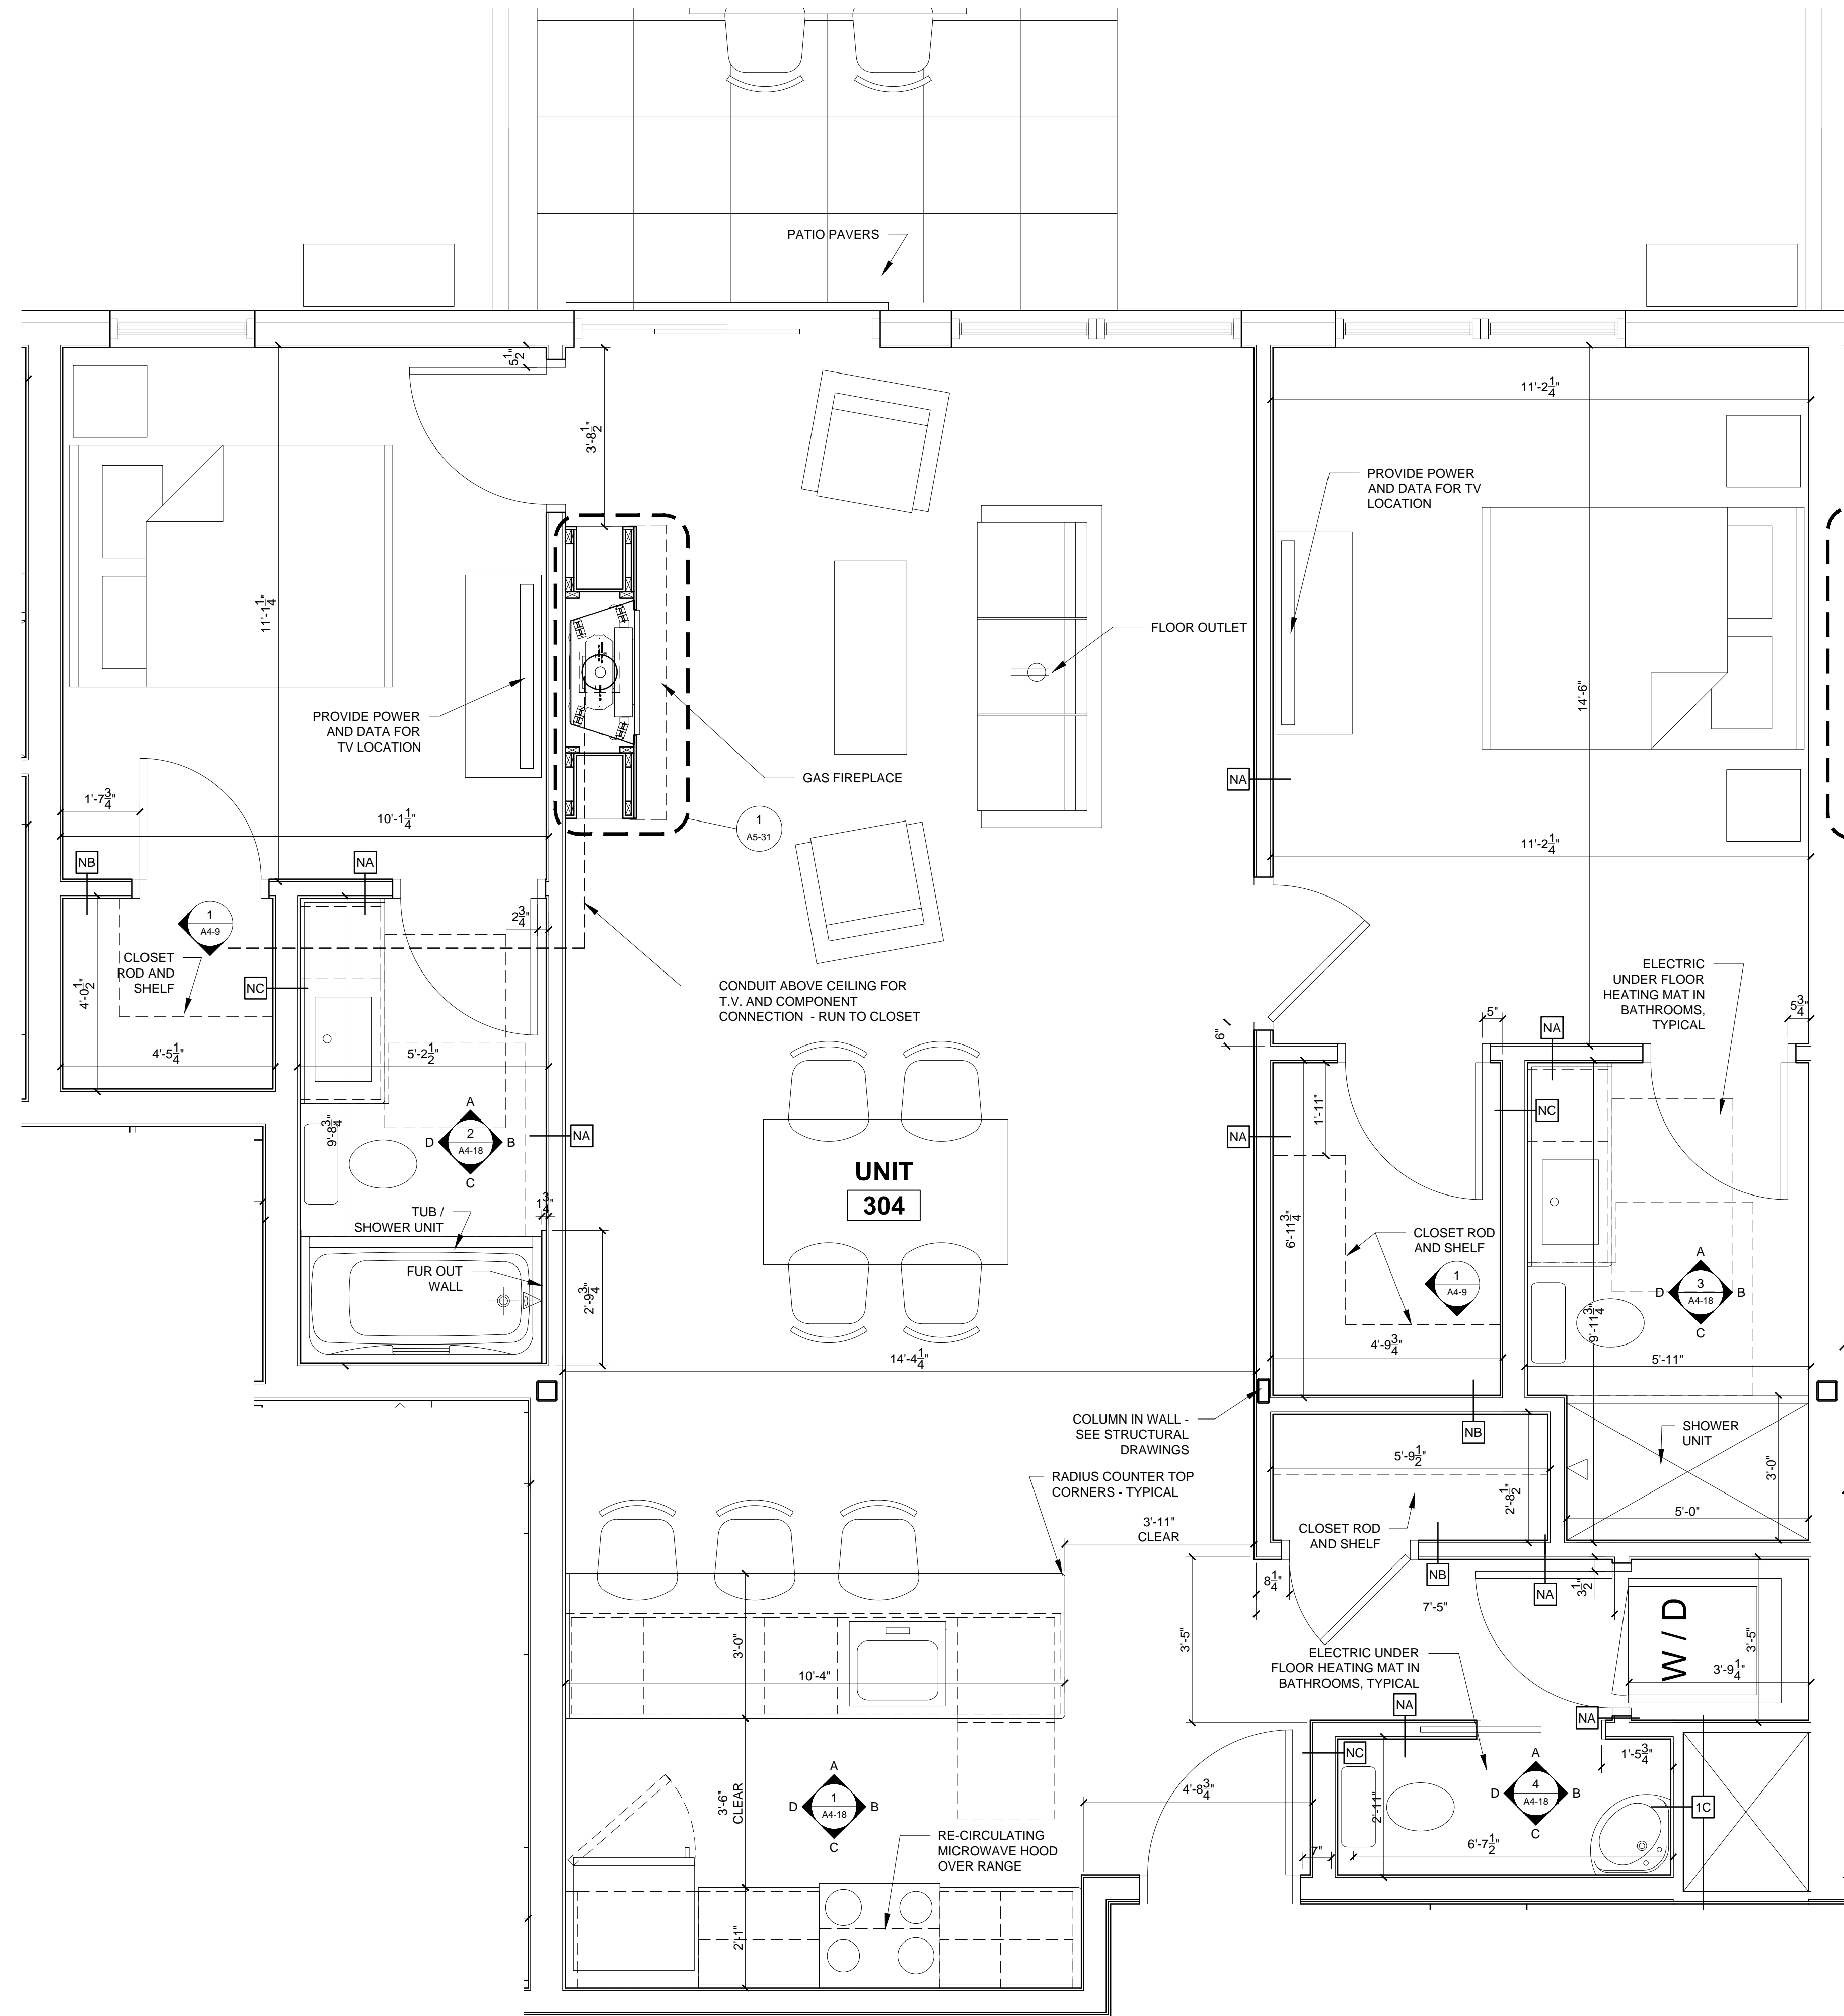 PATIO PAVERS
5 1/2"
3'-8 1/2"
11'-2 1/4"
PROVIDE POWER
AND DATA FOR TV
LOCATION
11'-1 1/4"
FLOOR OUTLET
14'-6"
PROVIDE POWER
AND DATA FOR
TV LOCATION
GAS FIREPLACE
NA
1'-7 3/4"
10'-1 1/4"
1
A5-31
11'-2 1/4"
NB
NA
1
A4-9
2 3/4"
CLOSET
ROD AND
SHELF
4'-0 1/2"
NC
CONDUIT ABOVE CEILING FOR
T.V. AND COMPONENT
CONNECTION - RUN TO CLOSET
ELECTRIC
UNDER FLOOR
HEATING MAT IN
BATHROOMS,
TYPICAL
5 3/4"
6"
5"
NA
4'-5 1/4"
5'-2 1/2"
9'-8 3/4"
A
D
2
A4-18
B
C
NA
NA
1'-11"
NC
UNIT
304
1 3/4"
TUB /
SHOWER UNIT
FUR OUT
WALL
2'-9 3/4"
6'-11 3/4"
CLOSET ROD
AND SHELF
1
A4-9
A
D
3
A4-18
B
C
9'-11 3/4"
4'-9 3/4"
5'-11"
14'-4 1/4"
COLUMN IN WALL -
SEE STRUCTURAL
DRAWINGS
NB
SHOWER
UNIT
3'-0"
5'-9 1/2"
2'-8 1/2"
5'-0"
RADIUS COUNTER TOP
CORNERS - TYPICAL
3'-11"
CLEAR
CLOSET ROD
AND SHELF
NB
NA
8 1/4"
3 1/2"
7'-5"
3'-5"
W / D
3'-5"
3'-9 1/4"
3'-0"
10'-4"
ELECTRIC UNDER
FLOOR HEATING MAT IN
BATHROOMS, TYPICAL
NA
NA
NC
1'-5 3/4"
3'-6"
CLEAR
A
D
1
A4-18
B
C
4'-8 3/4"
2'-11"
A
D
4
A4-18
B
C
1C
RE-CIRCULATING
MICROWAVE HOOD
OVER RANGE
7"
6'-7 1/2"
2'-1"